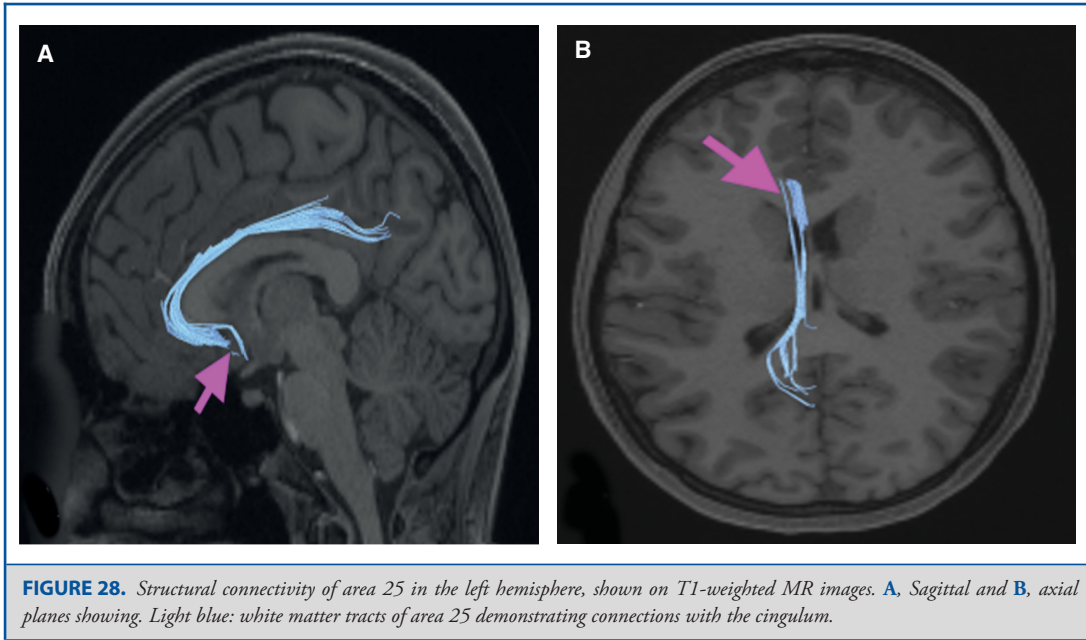 A
B
FIGURE 28. Structural connectivity of area 25 in the left hemisphere, shown on T1-weighted MR images. A, Sagittal and B, axial
planes showing. Light blue: white matter tracts of area 25 demonstrating connections with the cingulum.